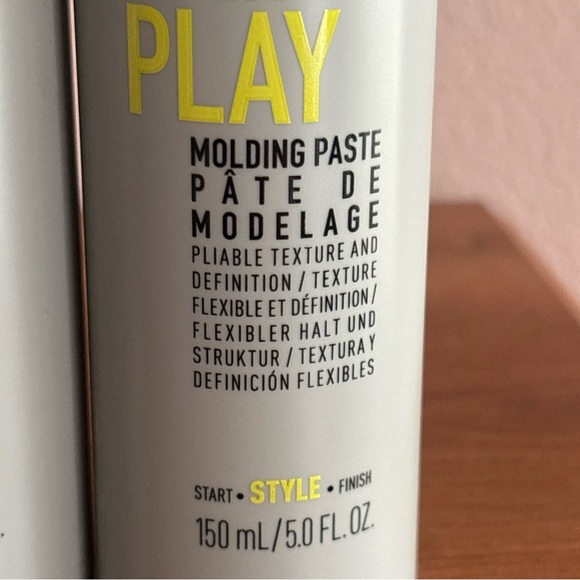 PLAY
MOLDING PASTE
PÂTE DE
MODELAGE
PLIABLE TEXTURE AND
DEFINITION / TEXTURE
FLEXIBLE ET DÉFINITION /
FLEXIBLER HALT UND
STRUKTUR / TEXTURA Y
DEFINICIÓN FLEXIBLES
START • STYLE • FINISH
150 mL/5.0 FL. OZ.